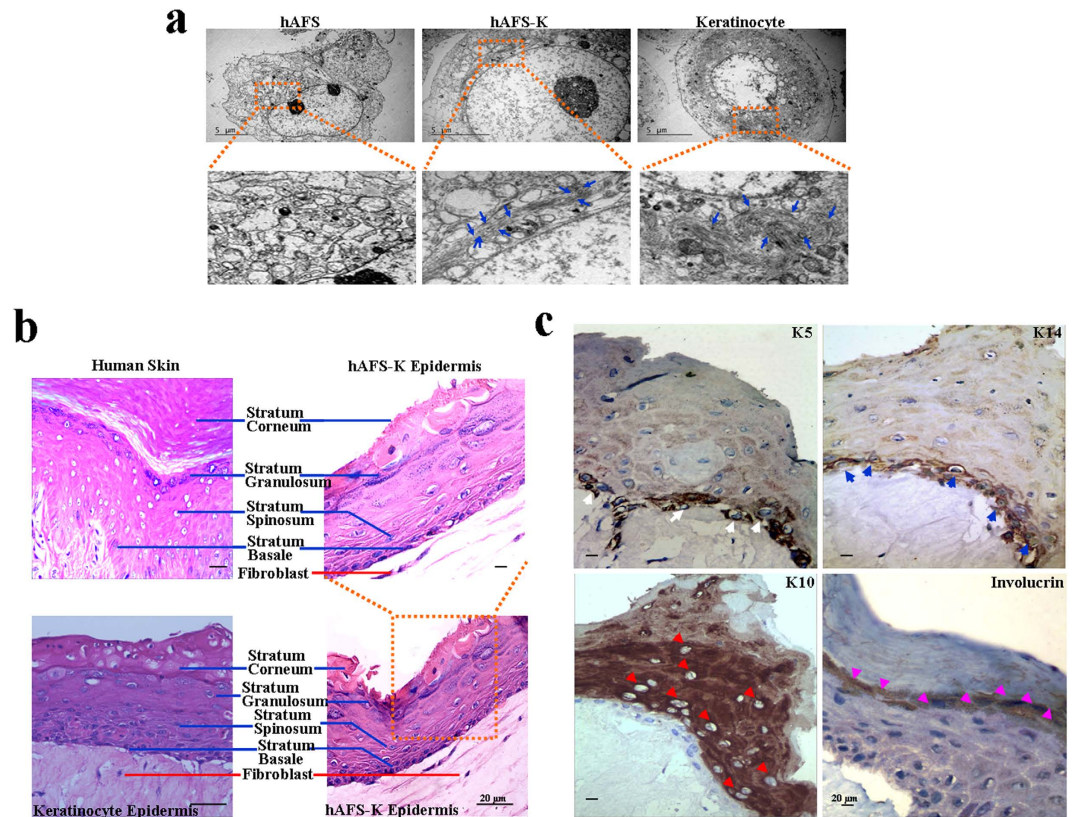 a
hAFS
hAFS-K
Keratinocyte
5 μm
5 μm
5 μm
b
Human Skin
hAFS-K Epidermis
Stratum
Corneum
Stratum
Granulosum
Stratum
Spinosum
Stratum
Basale
Fibroblast
Stratum
Corneum
Stratum
Granulosum
Stratum
Spinosum
Stratum
Basale
Fibroblast
Keratinocyte Epidermis
hAFS-K Epidermis
20 μm
c
K5
K14
K10
Involucrin
20 μm